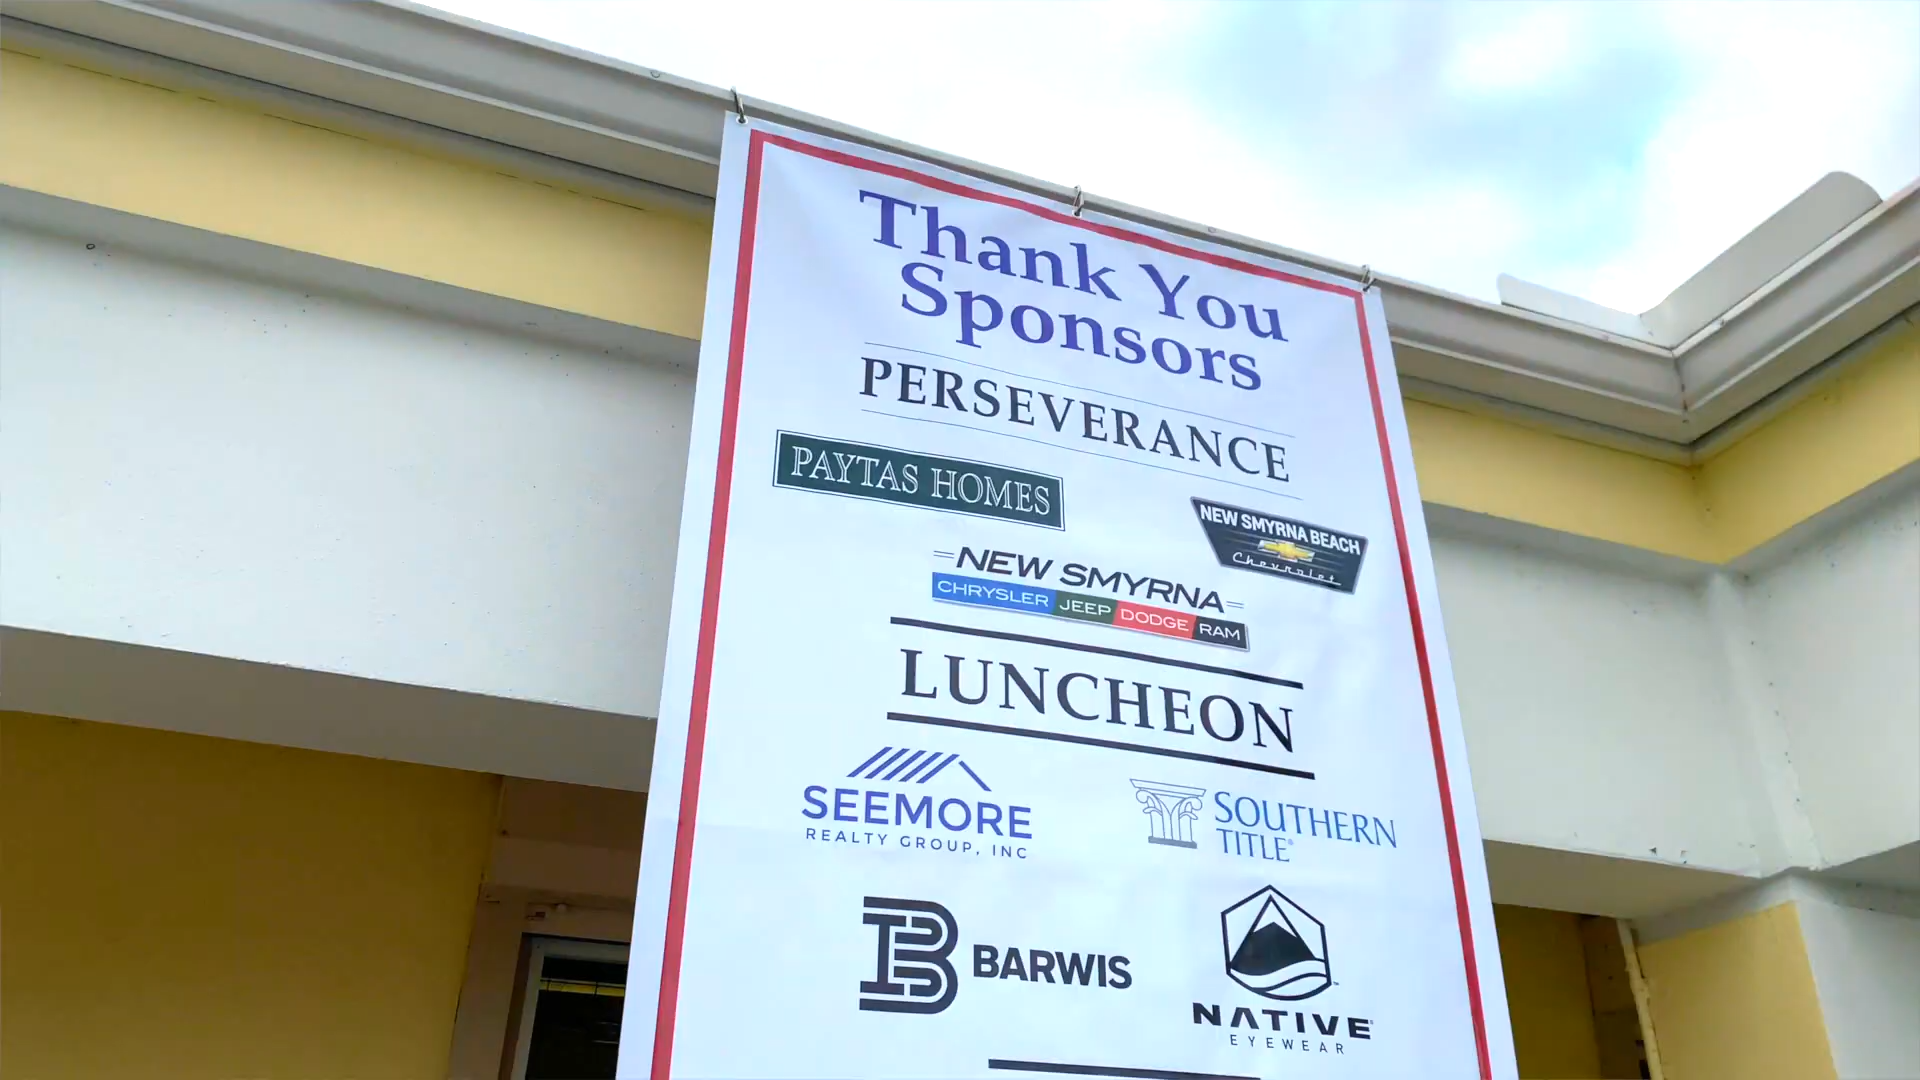 Thank You
Sponsors
PERSEVERANCE
PAYTAS HOMES
NEW SMYRNA BEACH
Chevrolet
NEW SMYRNA
CHRYSLER JEEP DODGE RAM
LUNCHEON
SEEMORE
REALTY GROUP, INC
SOUTHERN
TITLE®
B BARWIS
NATIVE
EYEWEAR